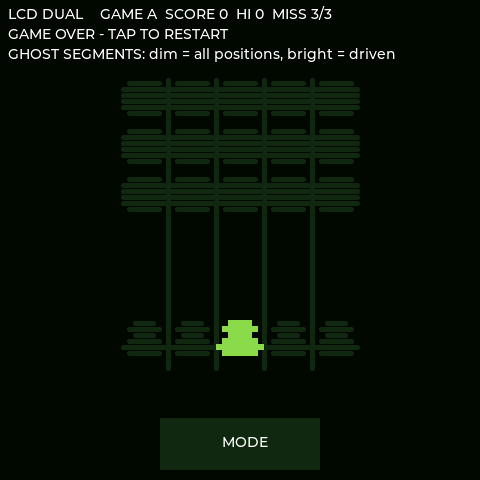 LCD DUAL GAME A SCORE 0 HI 0 MISS 3/3
GAME OVER - TAP TO RESTART
GHOST SEGMENTS: dim = all positions, bright = driven
MODE